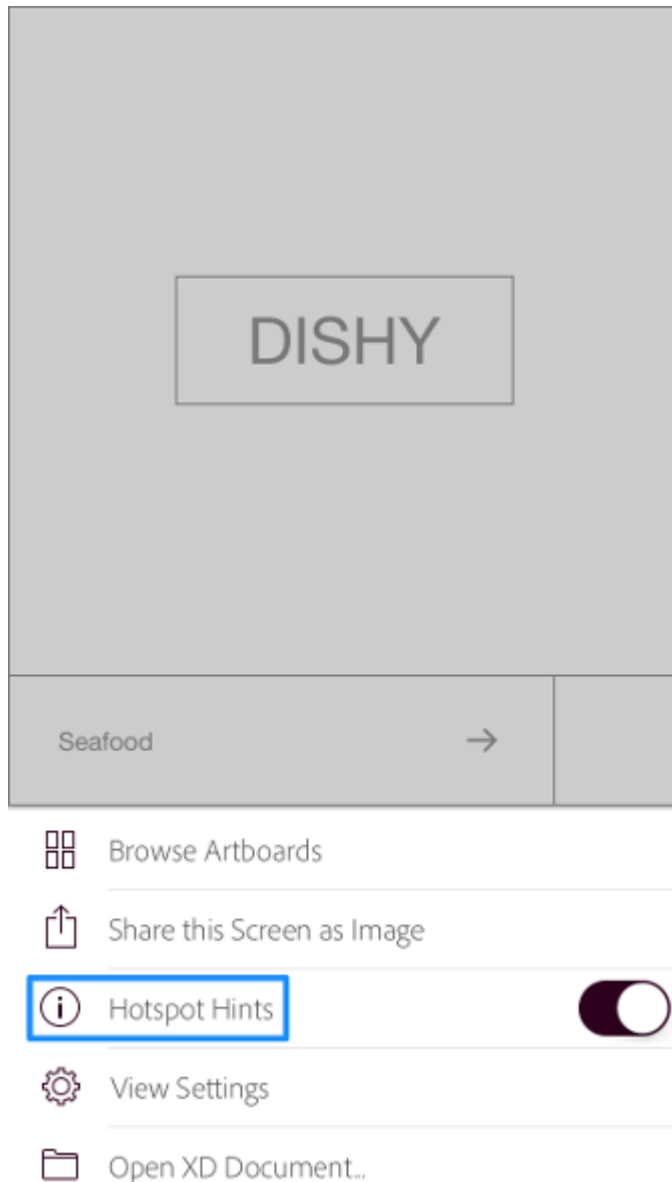 DISHY
Seafood
Browse Artboards
Share this Screen as Image
Hotspot Hints
View Settings
Open XD Document...